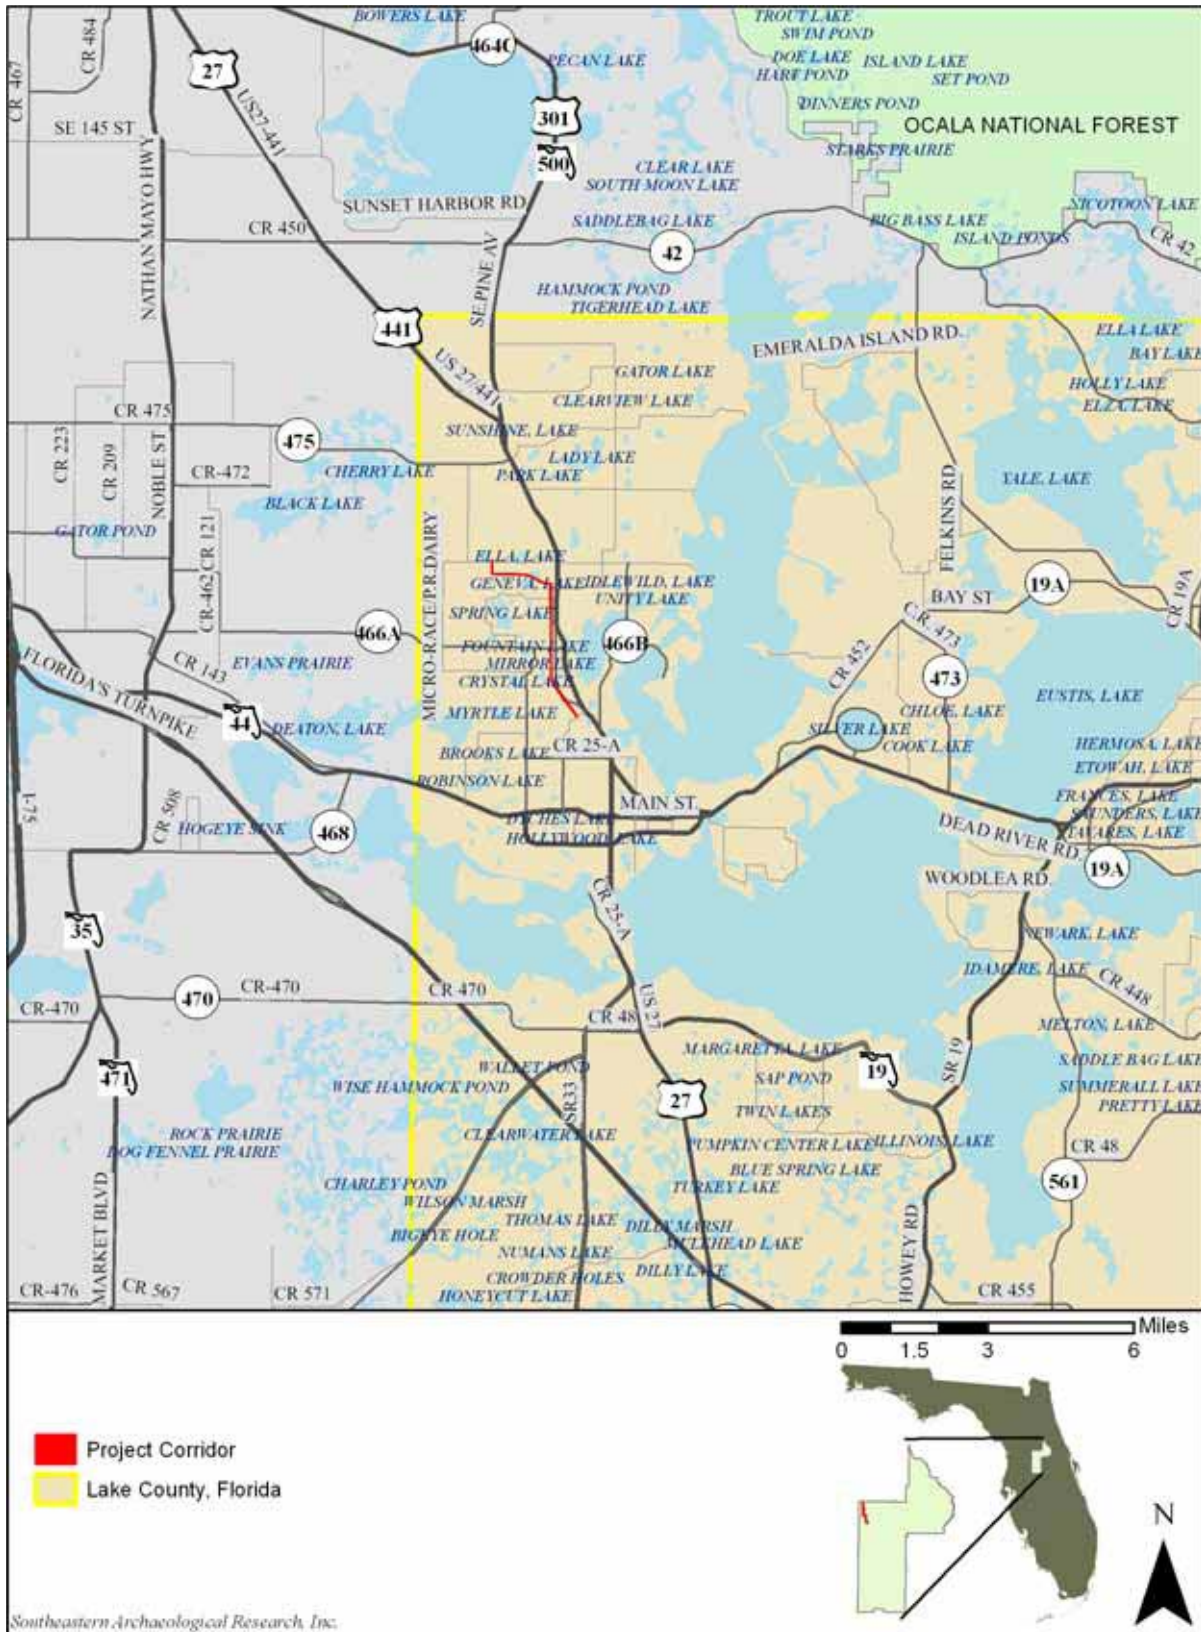 BOWERS LAKE
TROUT LAKE
SWIM POND
CR 484
464C
PECAN LAKE
DOE LAKE
ISLAND LAKE
HART POND
SET POND
27
CR 467
US27-441
DINNERS POND
301
SE 145 ST
OCALA NATIONAL FOREST
STARKS PRAIRIE
500
CLEAR LAKE
SOUTH MOON LAKE
NATHAN MAYO HWY
SUNSET HARBOR RD
NICOTOON LAKE
SADDLEBAG LAKE
BIG BASS LAKE
CR 450
ISLAND PONDS
CR 42
42
SE PINE AV
HAMMOCK POND
TIGERHEAD LAKE
441
EMERALDA ISLAND RD.
ELLA LAKE
BAY LAKE
US 27/441
GATOR LAKE
HOLLY LAKE
CLEARVIEW LAKE
ELZA, LAKE
CR 475
SUNSHINE, LAKE
475
CR 223
CR 209
NOBLE ST
CR-472
CHERRY LAKE
LADY LAKE
PARK LAKE
YALE, LAKE
BLACK LAKE
FELKINS RD
GATOR POND
CR 121
MICRO-RACE/P.R.DAIRY
ELLA, LAKE
GENEVA, LAKE
IDLEWILD, LAKE
UNITY LAKE
19A
CR-462
BAY ST
CR 19A
SPRING LAKE
C.R. 473
466A
466B
FOUNTAIN LAKE
MIRROR LAKE
CR 452
FLORIDA'S TURNPIKE
CR 143
EVANS PRAIRIE
CRYSTAL LAKE
473
EUSTIS, LAKE
44
DEATON, LAKE
MYRTLE LAKE
CHLOE, LAKE
SILVER LAKE
COOK LAKE
HERMOSA, LAKE
CR 25-A
BROOKS LAKE
ETOWAH, LAKE
ROBINSON LAKE
I-75
MAIN ST.
FRANCES, LAKE
SAUNDERS, LAKE
TAVARES, LAKE
CR 508
HOGEYE SINK
468
DYCHES LAKE
HOLLYWOOD, LAKE
DEAD RIVER RD
19A
WOODLEA RD.
CR 25-A
35
NEWARK, LAKE
IDAMERE, LAKE
CR 448
470
CR-470
CR 470
US 27
CR-470
CR 48
MELTON, LAKE
MARGARETTA, LAKE
SR 19
471
WALLET POND
WISE HAMMOCK POND
SAP POND
19
SADDLE BAG LAKE
SUMMERALL LAKE
PRETTY LAKE
SR33
27
TWIN LAKES
ROCK PRAIRIE
DOG FENNEL PRAIRIE
CLEARWATER LAKE
PUMPKIN CENTER LAKE
ILLINOIS, LAKE
CR 48
BLUE SPRING LAKE
TURKEY LAKE
561
CHARLEY POND
WILSON MARSH
MARKET BLVD
THOMAS LAKE
DILLY MARSH
BIGEYE HOLE
MULEHEAD LAKE
NUMANS LAKE
HOWEY RD
DILLY LAKE
CROWDER HOLES
CR-476
CR 567
CR 571
HONEYCUT LAKE
CR 455
Miles
0 1.5 3 6
Project Corridor
Lake County, Florida
N
Southeastern Archaeological Research, Inc.